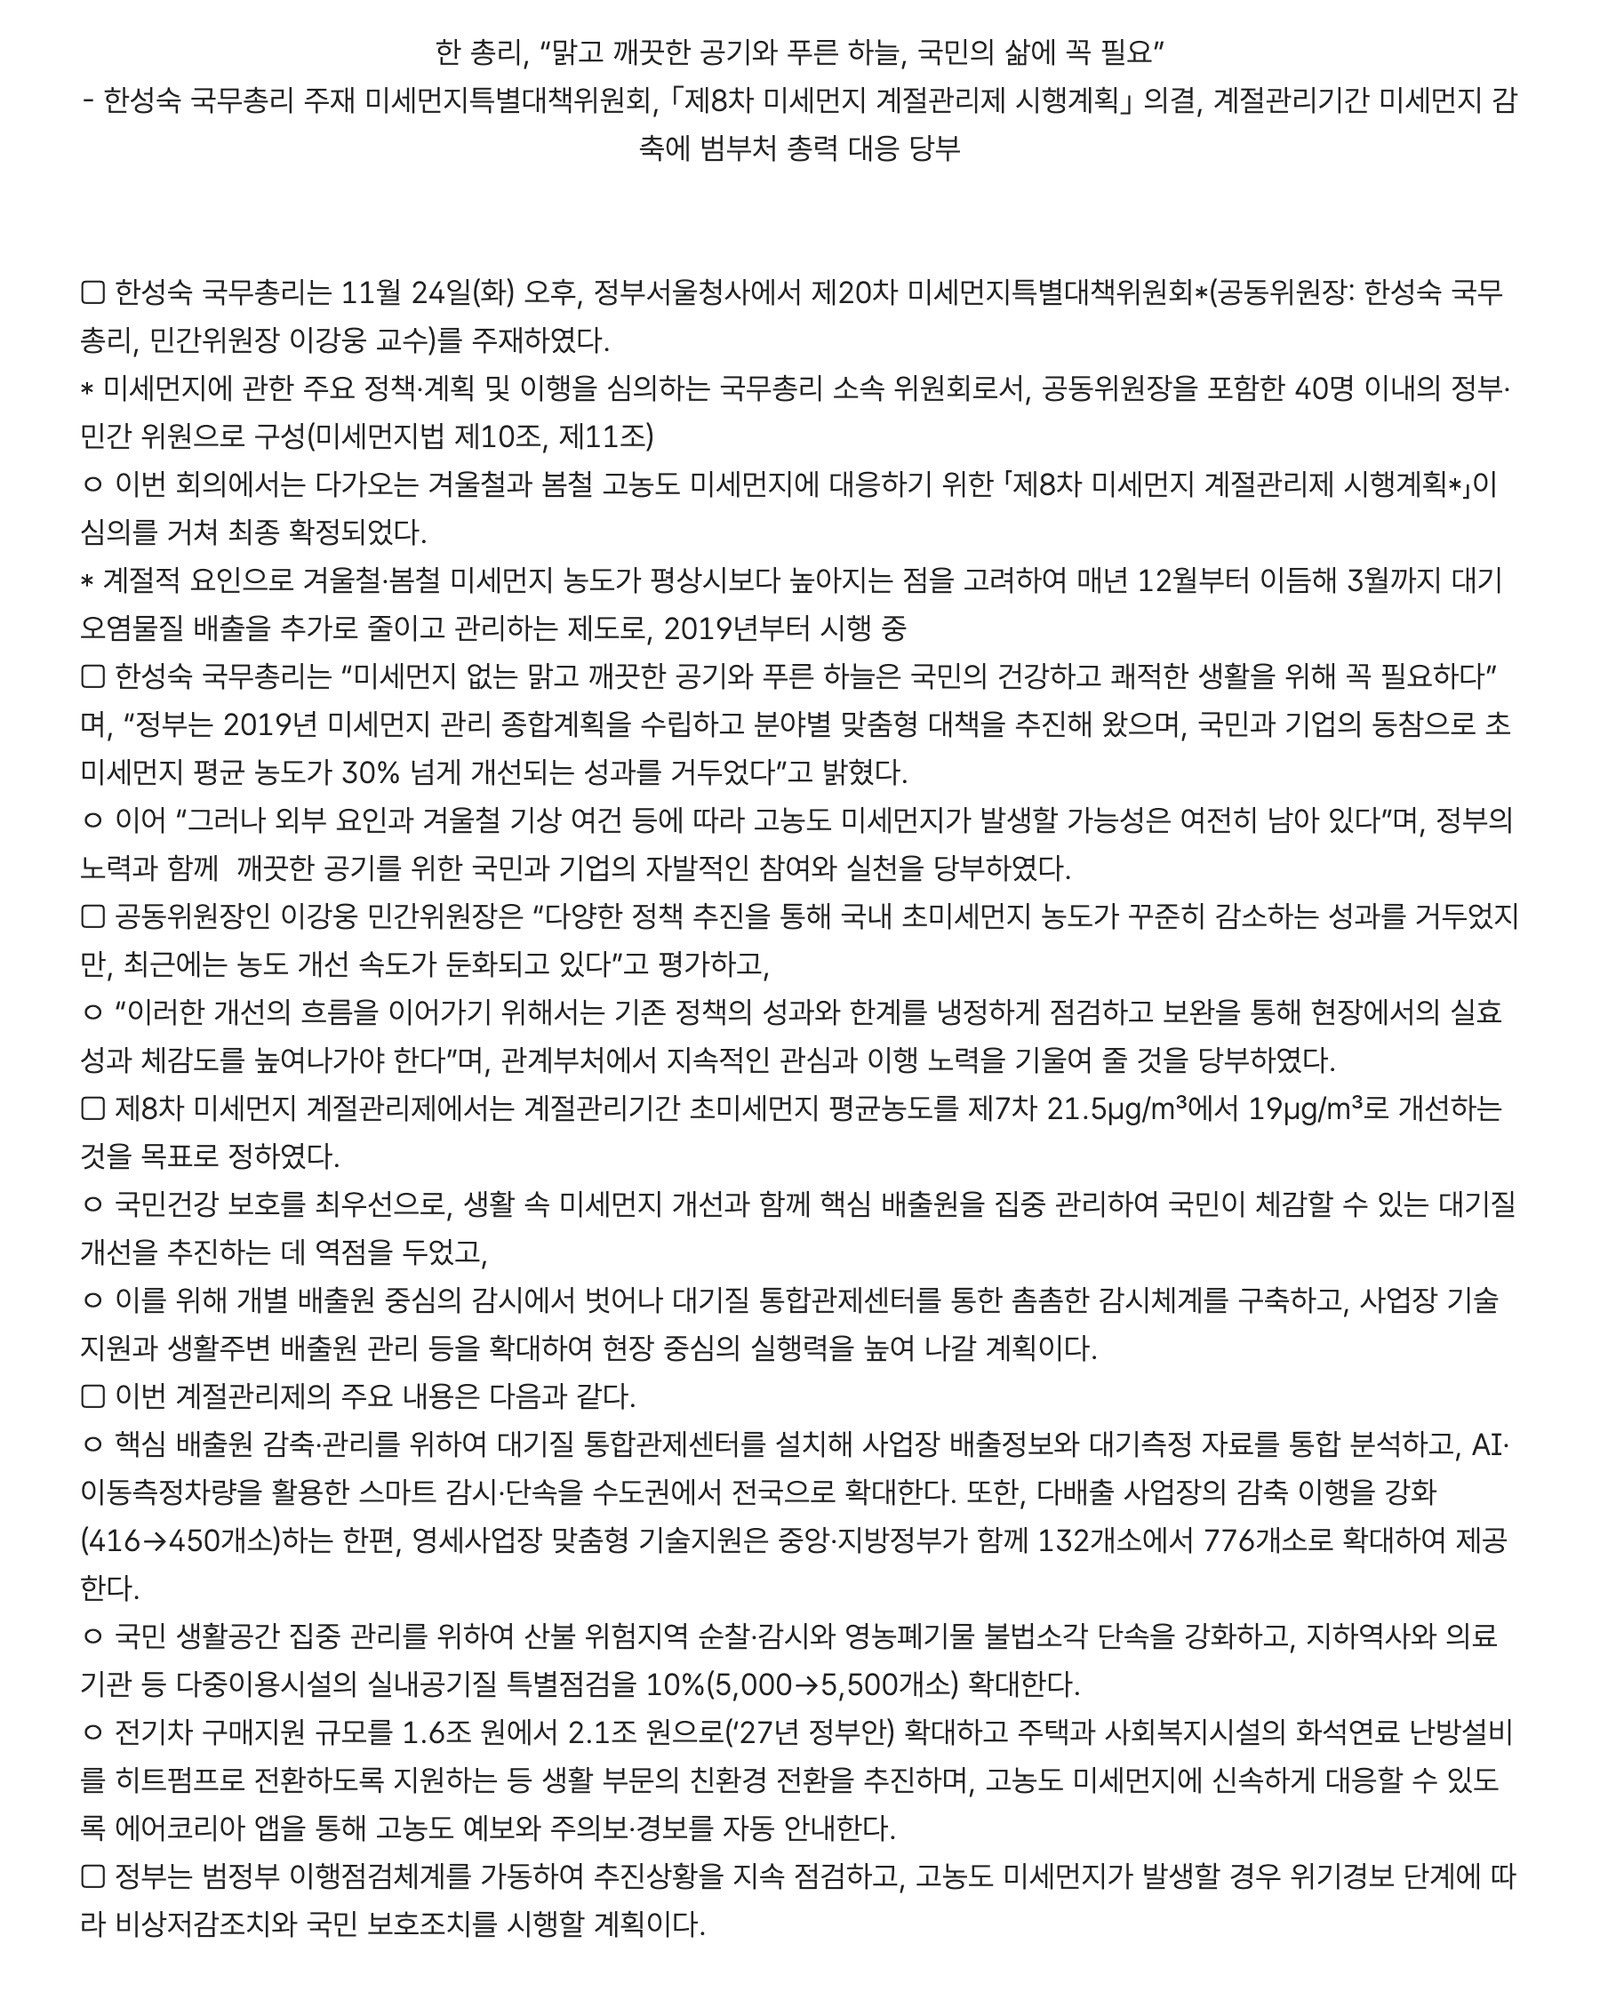 한 총리, “맑고 깨끗한 공기와 푸른 하늘, 국민의 삶에 꼭 필요”
- 한성숙 국무총리 주재 미세먼지특별대책위원회, ｢제8차 미세먼지 계절관리제 시행계획｣ 의결, 계절관리기간 미세먼지 감
축에 범부처 총력 대응 당부
▢ 한성숙 국무총리는 11월 24일(화) 오후, 정부서울청사에서 제20차 미세먼지특별대책위원회*(공동위원장: 한성숙 국무
총리, 민간위원장 이강웅 교수)를 주재하였다.
* 미세먼지에 관한 주요 정책·계획 및 이행을 심의하는 국무총리 소속 위원회로서, 공동위원장을 포함한 40명 이내의 정부·
민간 위원으로 구성(미세먼지법 제10조, 제11조)
ㅇ 이번 회의에서는 다가오는 겨울철과 봄철 고농도 미세먼지에 대응하기 위한 ｢제8차 미세먼지 계절관리제 시행계획*｣이
심의를 거쳐 최종 확정되었다.
* 계절적 요인으로 겨울철·봄철 미세먼지 농도가 평상시보다 높아지는 점을 고려하여 매년 12월부터 이듬해 3월까지 대기
오염물질 배출을 추가로 줄이고 관리하는 제도로, 2019년부터 시행 중
▢ 한성숙 국무총리는 “미세먼지 없는 맑고 깨끗한 공기와 푸른 하늘은 국민의 건강하고 쾌적한 생활을 위해 꼭 필요하다”
며, “정부는 2019년 미세먼지 관리 종합계획을 수립하고 분야별 맞춤형 대책을 추진해 왔으며, 국민과 기업의 동참으로 초
미세먼지 평균 농도가 30% 넘게 개선되는 성과를 거두었다”고 밝혔다.
ㅇ 이어 “그러나 외부 요인과 겨울철 기상 여건 등에 따라 고농도 미세먼지가 발생할 가능성은 여전히 남아 있다”며, 정부의
노력과 함께  깨끗한 공기를 위한 국민과 기업의 자발적인 참여와 실천을 당부하였다.
▢ 공동위원장인 이강웅 민간위원장은 “다양한 정책 추진을 통해 국내 초미세먼지 농도가 꾸준히 감소하는 성과를 거두었지
만, 최근에는 농도 개선 속도가 둔화되고 있다”고 평가하고,
ㅇ “이러한 개선의 흐름을 이어가기 위해서는 기존 정책의 성과와 한계를 냉정하게 점검하고 보완을 통해 현장에서의 실효
성과 체감도를 높여나가야 한다”며, 관계부처에서 지속적인 관심과 이행 노력을 기울여 줄 것을 당부하였다.
▢ 제8차 미세먼지 계절관리제에서는 계절관리기간 초미세먼지 평균농도를 제7차 21.5㎍/m³에서 19㎍/m³로 개선하는
것을 목표로 정하였다.
ㅇ 국민건강 보호를 최우선으로, 생활 속 미세먼지 개선과 함께 핵심 배출원을 집중 관리하여 국민이 체감할 수 있는 대기질
개선을 추진하는 데 역점을 두었고,
ㅇ 이를 위해 개별 배출원 중심의 감시에서 벗어나 대기질 통합관제센터를 통한 촘촘한 감시체계를 구축하고, 사업장 기술
지원과 생활주변 배출원 관리 등을 확대하여 현장 중심의 실행력을 높여 나갈 계획이다.
▢ 이번 계절관리제의 주요 내용은 다음과 같다.
ㅇ 핵심 배출원 감축·관리를 위하여 대기질 통합관제센터를 설치해 사업장 배출정보와 대기측정 자료를 통합 분석하고, AI·
이동측정차량을 활용한 스마트 감시·단속을 수도권에서 전국으로 확대한다. 또한, 다배출 사업장의 감축 이행을 강화
(416→450개소)하는 한편, 영세사업장 맞춤형 기술지원은 중앙·지방정부가 함께 132개소에서 776개소로 확대하여 제공
한다.
ㅇ 국민 생활공간 집중 관리를 위하여 산불 위험지역 순찰·감시와 영농폐기물 불법소각 단속을 강화하고, 지하역사와 의료
기관 등 다중이용시설의 실내공기질 특별점검을 10%(5,000→5,500개소) 확대한다.
ㅇ 전기차 구매지원 규모를 1.6조 원에서 2.1조 원으로(‘27년 정부안) 확대하고 주택과 사회복지시설의 화석연료 난방설비
를 히트펌프로 전환하도록 지원하는 등 생활 부문의 친환경 전환을 추진하며, 고농도 미세먼지에 신속하게 대응할 수 있도
록 에어코리아 앱을 통해 고농도 예보와 주의보·경보를 자동 안내한다.
▢ 정부는 범정부 이행점검체계를 가동하여 추진상황을 지속 점검하고, 고농도 미세먼지가 발생할 경우 위기경보 단계에 따
라 비상저감조치와 국민 보호조치를 시행할 계획이다.